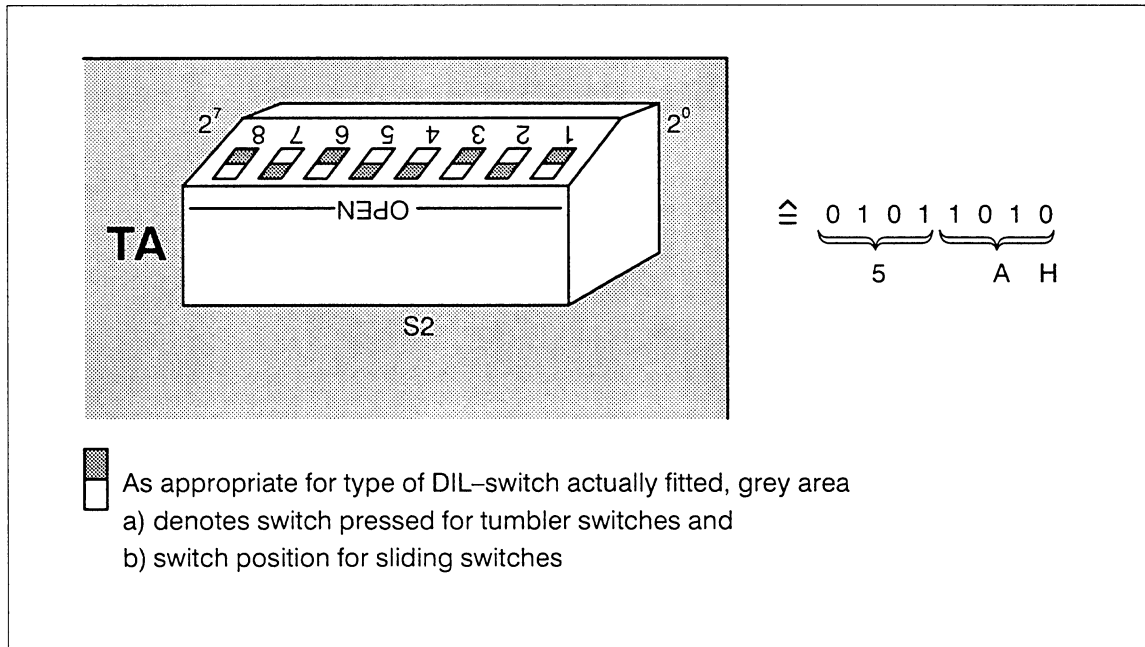 2⁷ 8 7 6 5 4 3 2 1 2⁰
OPEN
TA
S2
≙ 0 1 0 1 1 0 1 0
5 A H
As appropriate for type of DIL–switch actually fitted, grey area
a) denotes switch pressed for tumbler switches and
b) switch position for sliding switches